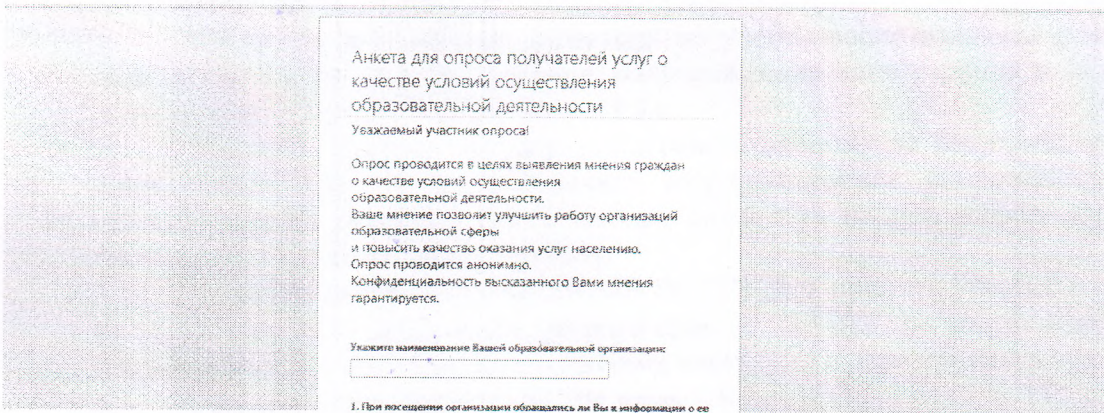 Анкета для опроса получателей услуг о
качестве условий осуществления
образовательной деятельности
Уважаемый участник опроса!
Опрос проводится в целях выявления мнения граждан
о качестве условий осуществления
образовательной деятельности.
Ваше мнение позволит улучшить работу организаций
образовательной сферы
и повысить качество оказания услуг населению.
Опрос проводится анонимно.
Конфиденциальность высказанного Вами мнения
гарантируется.
Укажите наименование Вашей образовательной организации:
1. При посещении организации обращались ли Вы к информации о ее